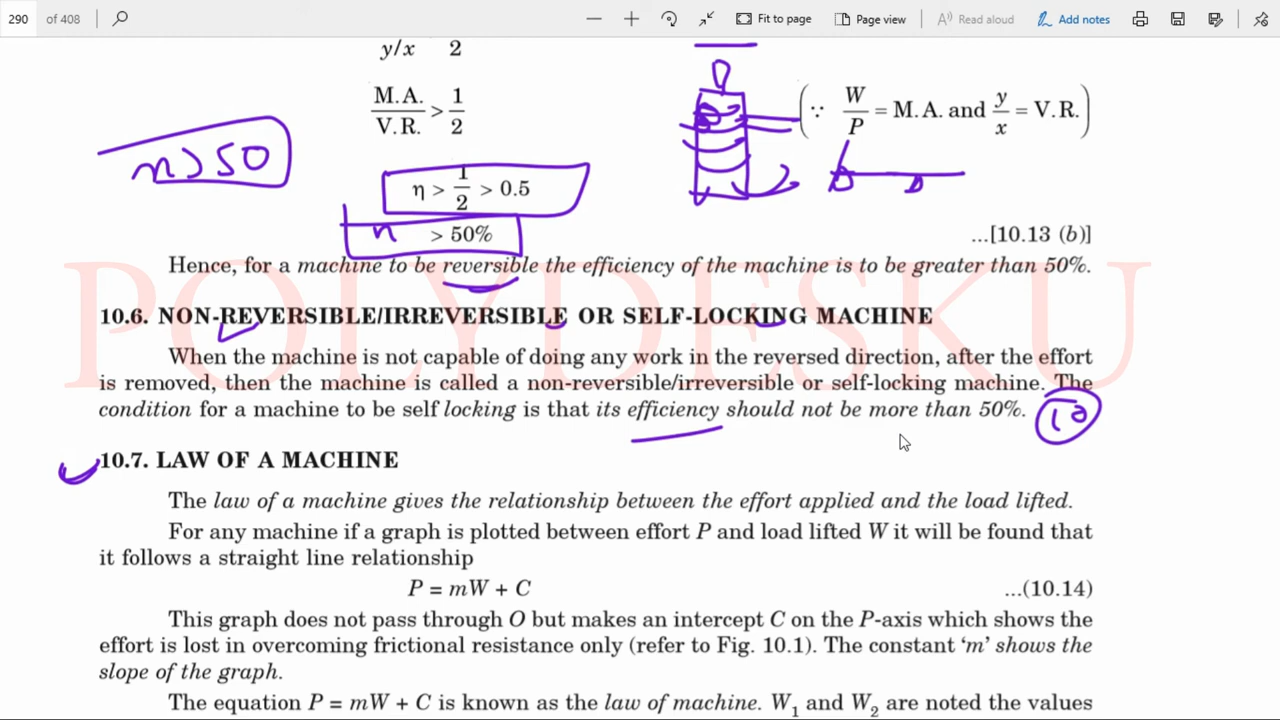 290 of 408 Fit to page Page view Read aloud Add notes
y/x 2
M.A./V.R. > 1/2
(∵ W/P = M.A. and y/x = V.R.)
n > 50
η > 1/2 > 0.5
n > 50% ...[10.13 (b)]
Hence, for a machine to be reversible the efficiency of the machine is to be greater than 50%.
POLYDESKU
10.6. NON-REVERSIBLE/IRREVERSIBLE OR SELF-LOCKING MACHINE
When the machine is not capable of doing any work in the reversed direction, after the effort
is removed, then the machine is called a non-reversible/irreversible or self-locking machine. The
condition for a machine to be self locking is that its efficiency should not be more than 50%.
10.7. LAW OF A MACHINE
The law of a machine gives the relationship between the effort applied and the load lifted.
For any machine if a graph is plotted between effort P and load lifted W it will be found that
it follows a straight line relationship
P = mW + C ...(10.14)
This graph does not pass through O but makes an intercept C on the P-axis which shows the
effort is lost in overcoming frictional resistance only (refer to Fig. 10.1). The constant ‘m’ shows the
slope of the graph.
The equation P = mW + C is known as the law of machine. W₁ and W₂ are noted the values